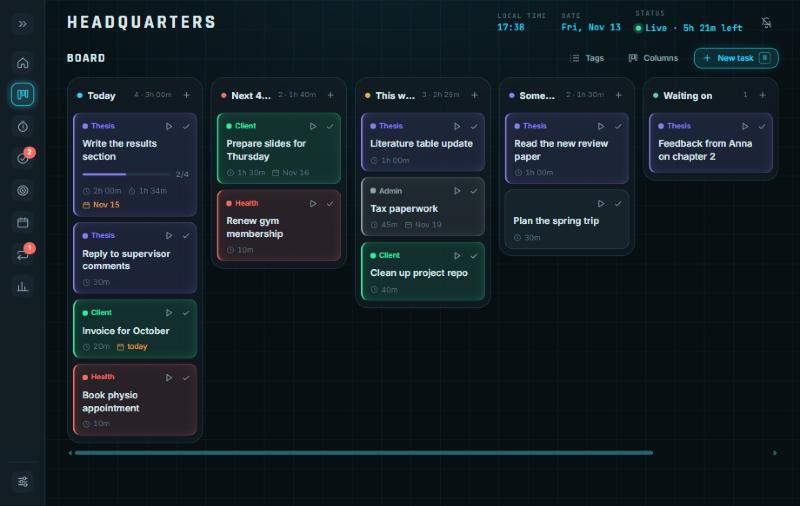 HEADQUARTERS
LOCAL TIME
17:38
DATE
Fri, Nov 13
STATUS
Live · 5h 21m left
BOARD
Tags
Columns
New task
2
1
Today
4 · 3h 00m
Thesis
Write the results
section
2/4
2h 00m
1h 34m
Nov 15
Thesis
Reply to supervisor
comments
30m
Client
Invoice for October
20m
today
Health
Book physio
appointment
10m
Next 4...
2 · 1h 40m
Client
Prepare slides for
Thursday
1h 30m
Nov 16
Health
Renew gym
membership
10m
This w...
3 · 2h 25m
Thesis
Literature table update
1h 00m
Admin
Tax paperwork
45m
Nov 19
Client
Clean up project repo
40m
Some...
2 · 1h 30m
Thesis
Read the new review
paper
1h 00m
Plan the spring trip
30m
Waiting on
1
Thesis
Feedback from Anna
on chapter 2